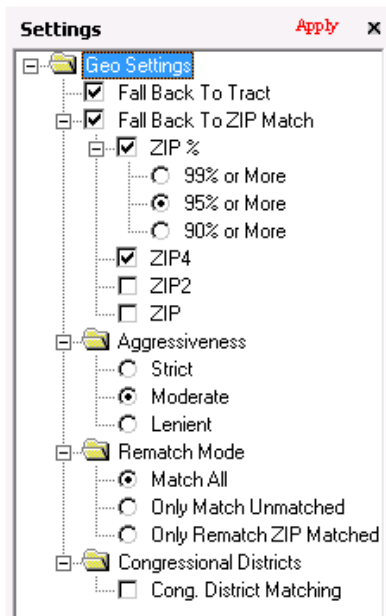 Settings Apply x
Geo Settings
Fall Back To Tract
Fall Back To ZIP Match
ZIP %
99% or More
95% or More
90% or More
ZIP4
ZIP2
ZIP
Aggressiveness
Strict
Moderate
Lenient
Rematch Mode
Match All
Only Match Unmatched
Only Rematch ZIP Matched
Congressional Districts
Cong. District Matching